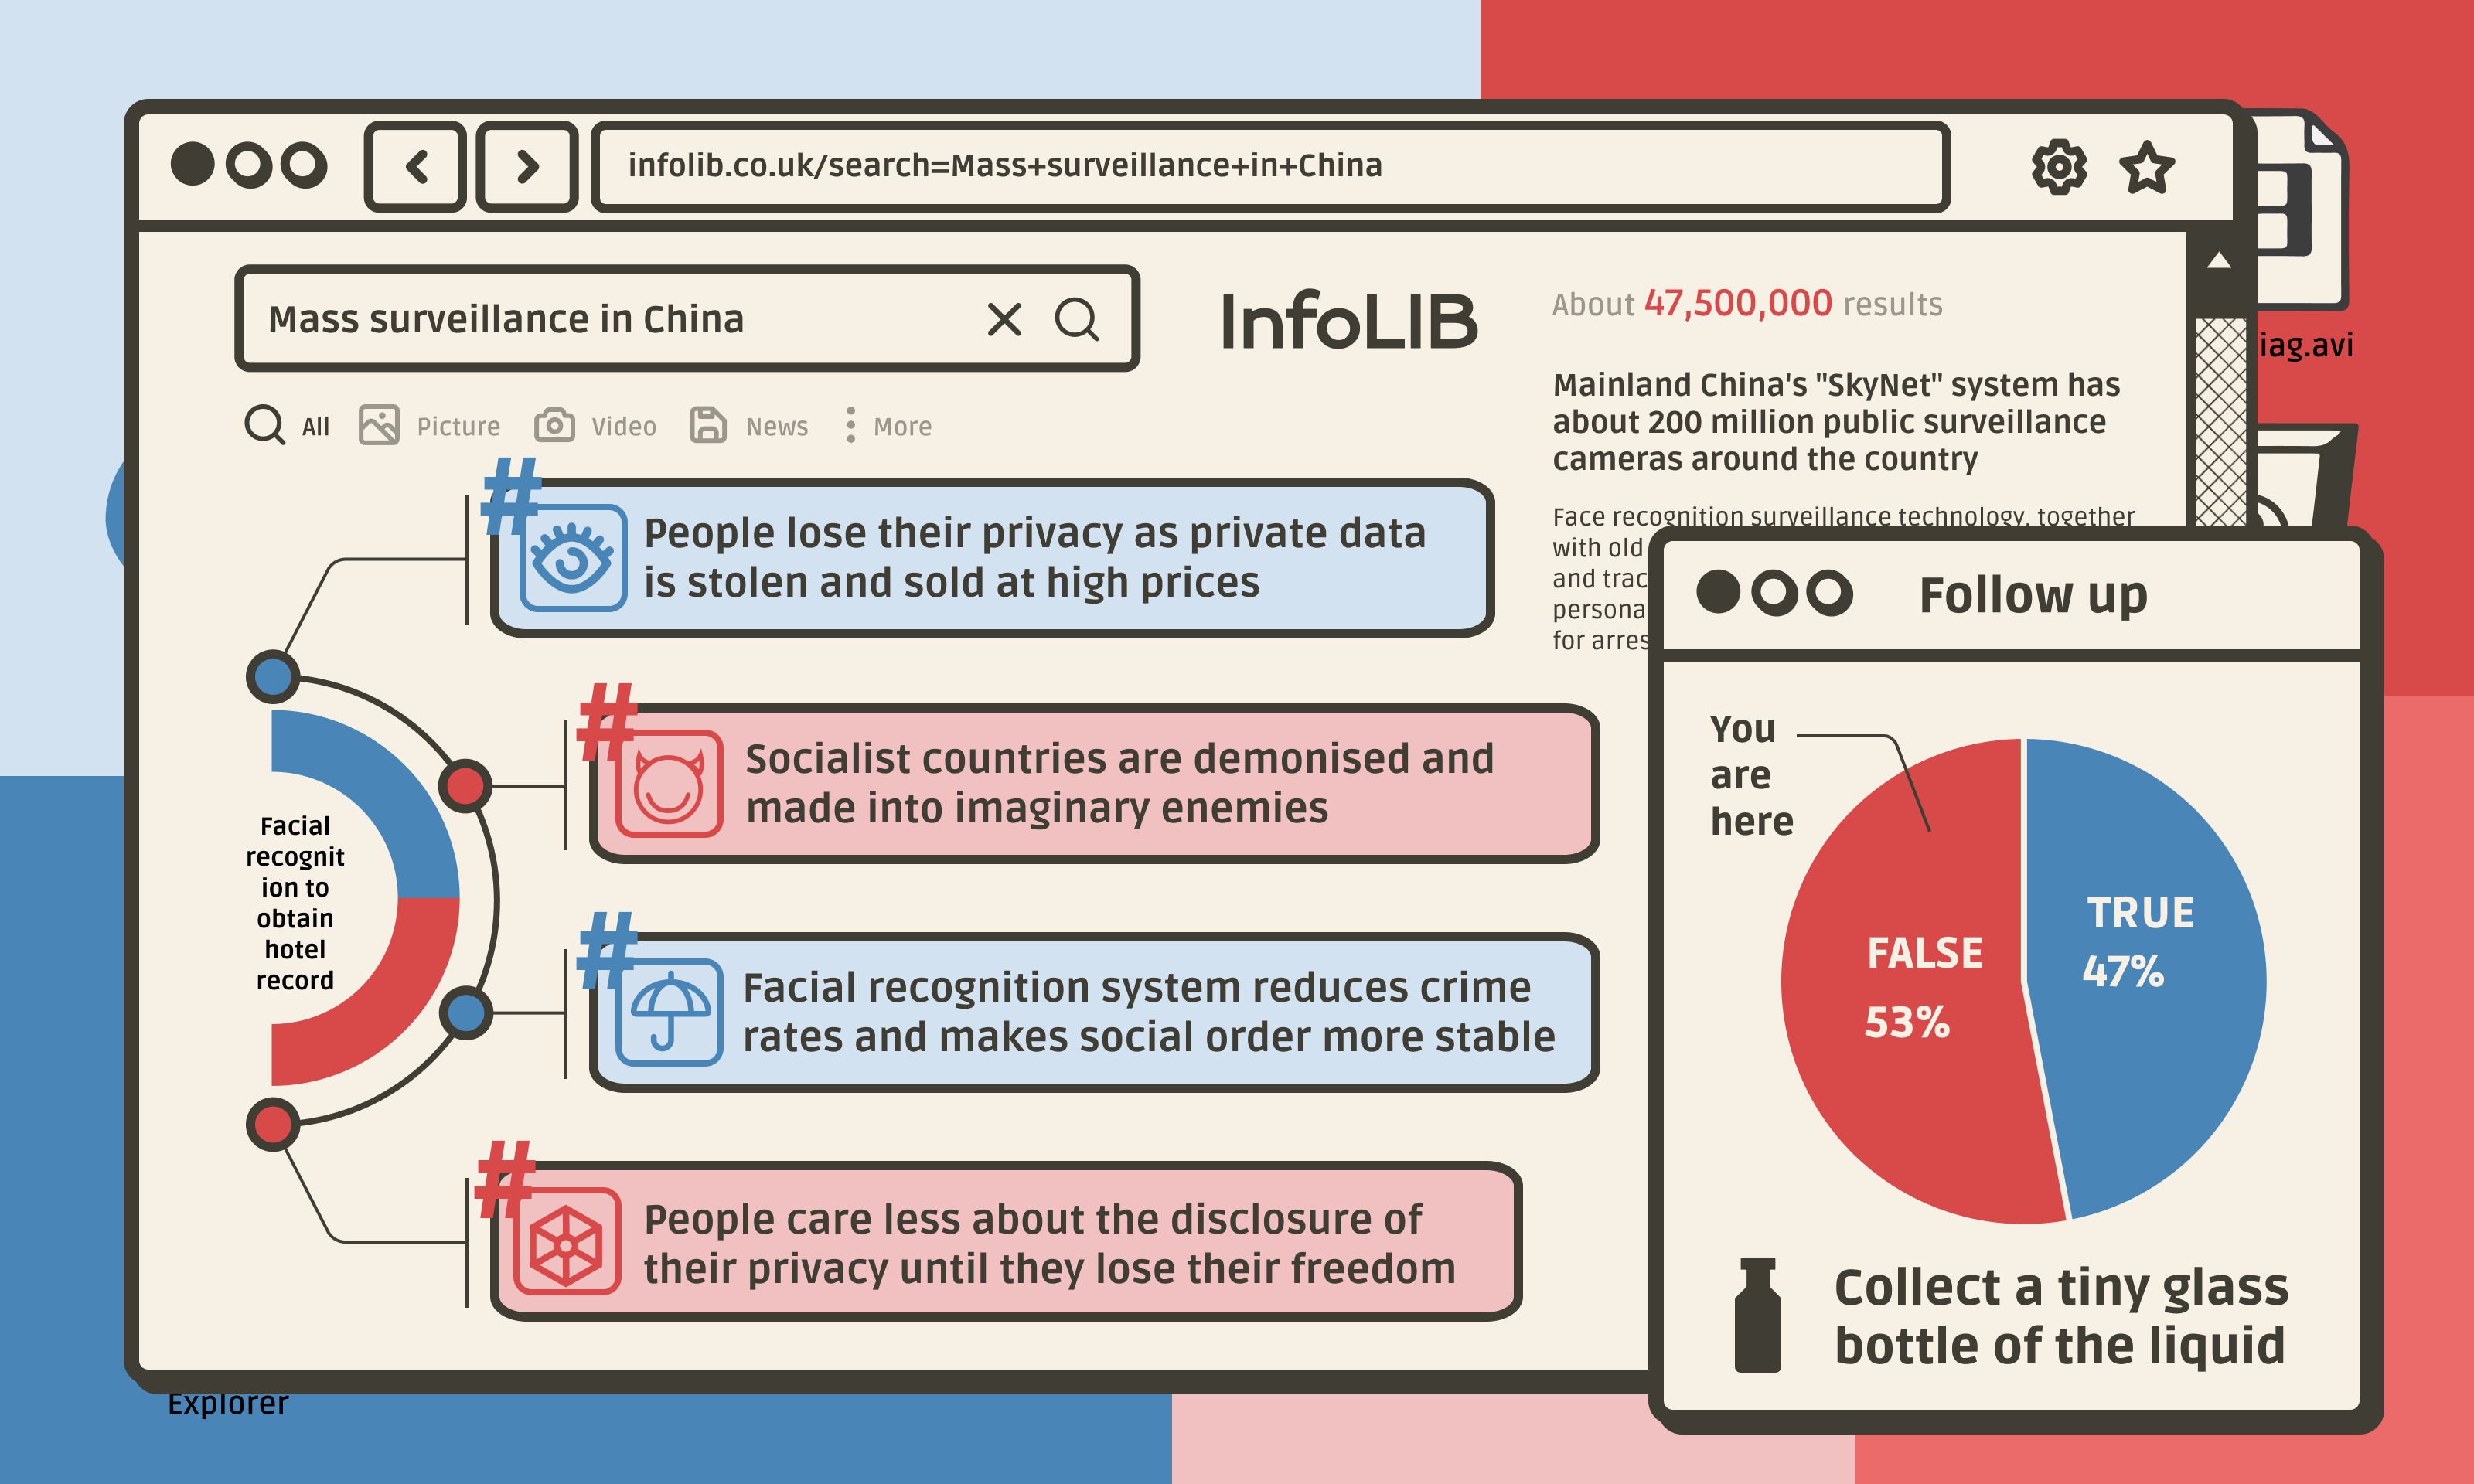 infolib.co.uk/search=Mass+surveillance+in+China
Mass surveillance in China
InfoLIB
About 47,500,000 results
All
Picture
Video
News
More
Mainland China's "SkyNet" system has
about 200 million public surveillance
cameras around the country
Face recognition surveillance technology, together
with old
and trac
persona
for arres
iag.avi
#
People lose their privacy as private data
is stolen and sold at high prices
#
Socialist countries are demonised and
made into imaginary enemies
Facial
recognit
ion to
obtain
hotel
record
#
Facial recognition system reduces crime
rates and makes social order more stable
#
People care less about the disclosure of
their privacy until they lose their freedom
Follow up
You
are
here
FALSE
53%
TRUE
47%
Collect a tiny glass
bottle of the liquid
Explorer